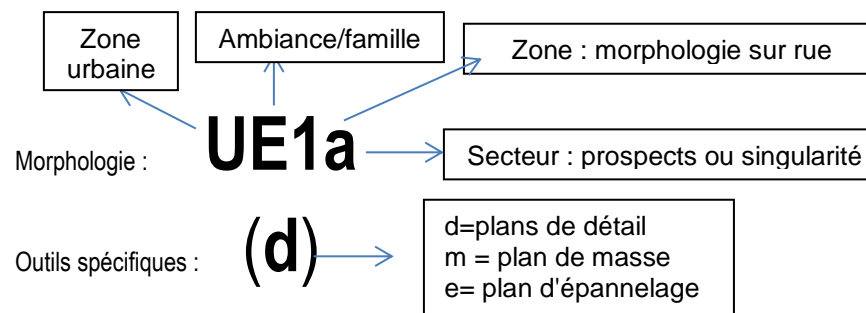 Zone
urbaine
Ambiance/famille
Zone : morphologie sur rue
Morphologie :
UE1a
Secteur : prospects ou singularité
Outils spécifiques :
(d)
d=plans de détail
m = plan de masse
e= plan d'épannelage